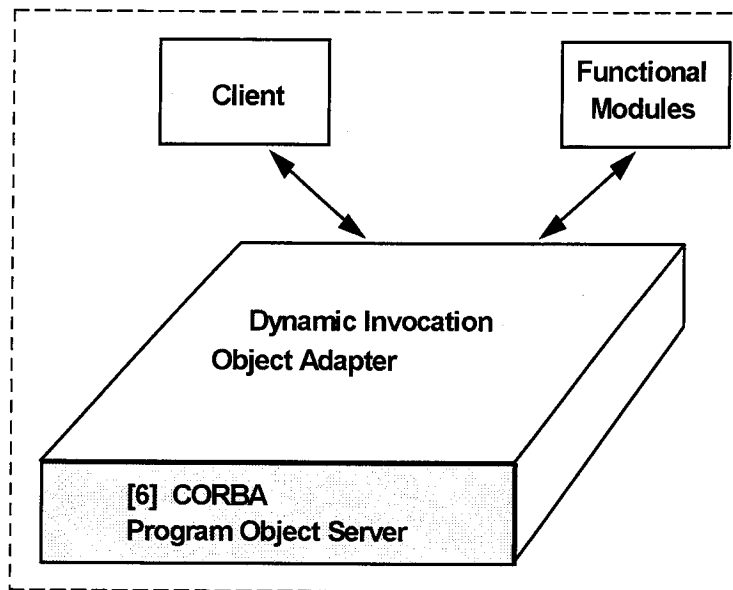 Client
Functional
Modules
Dynamic Invocation
Object Adapter
[6] CORBA
Program Object Server